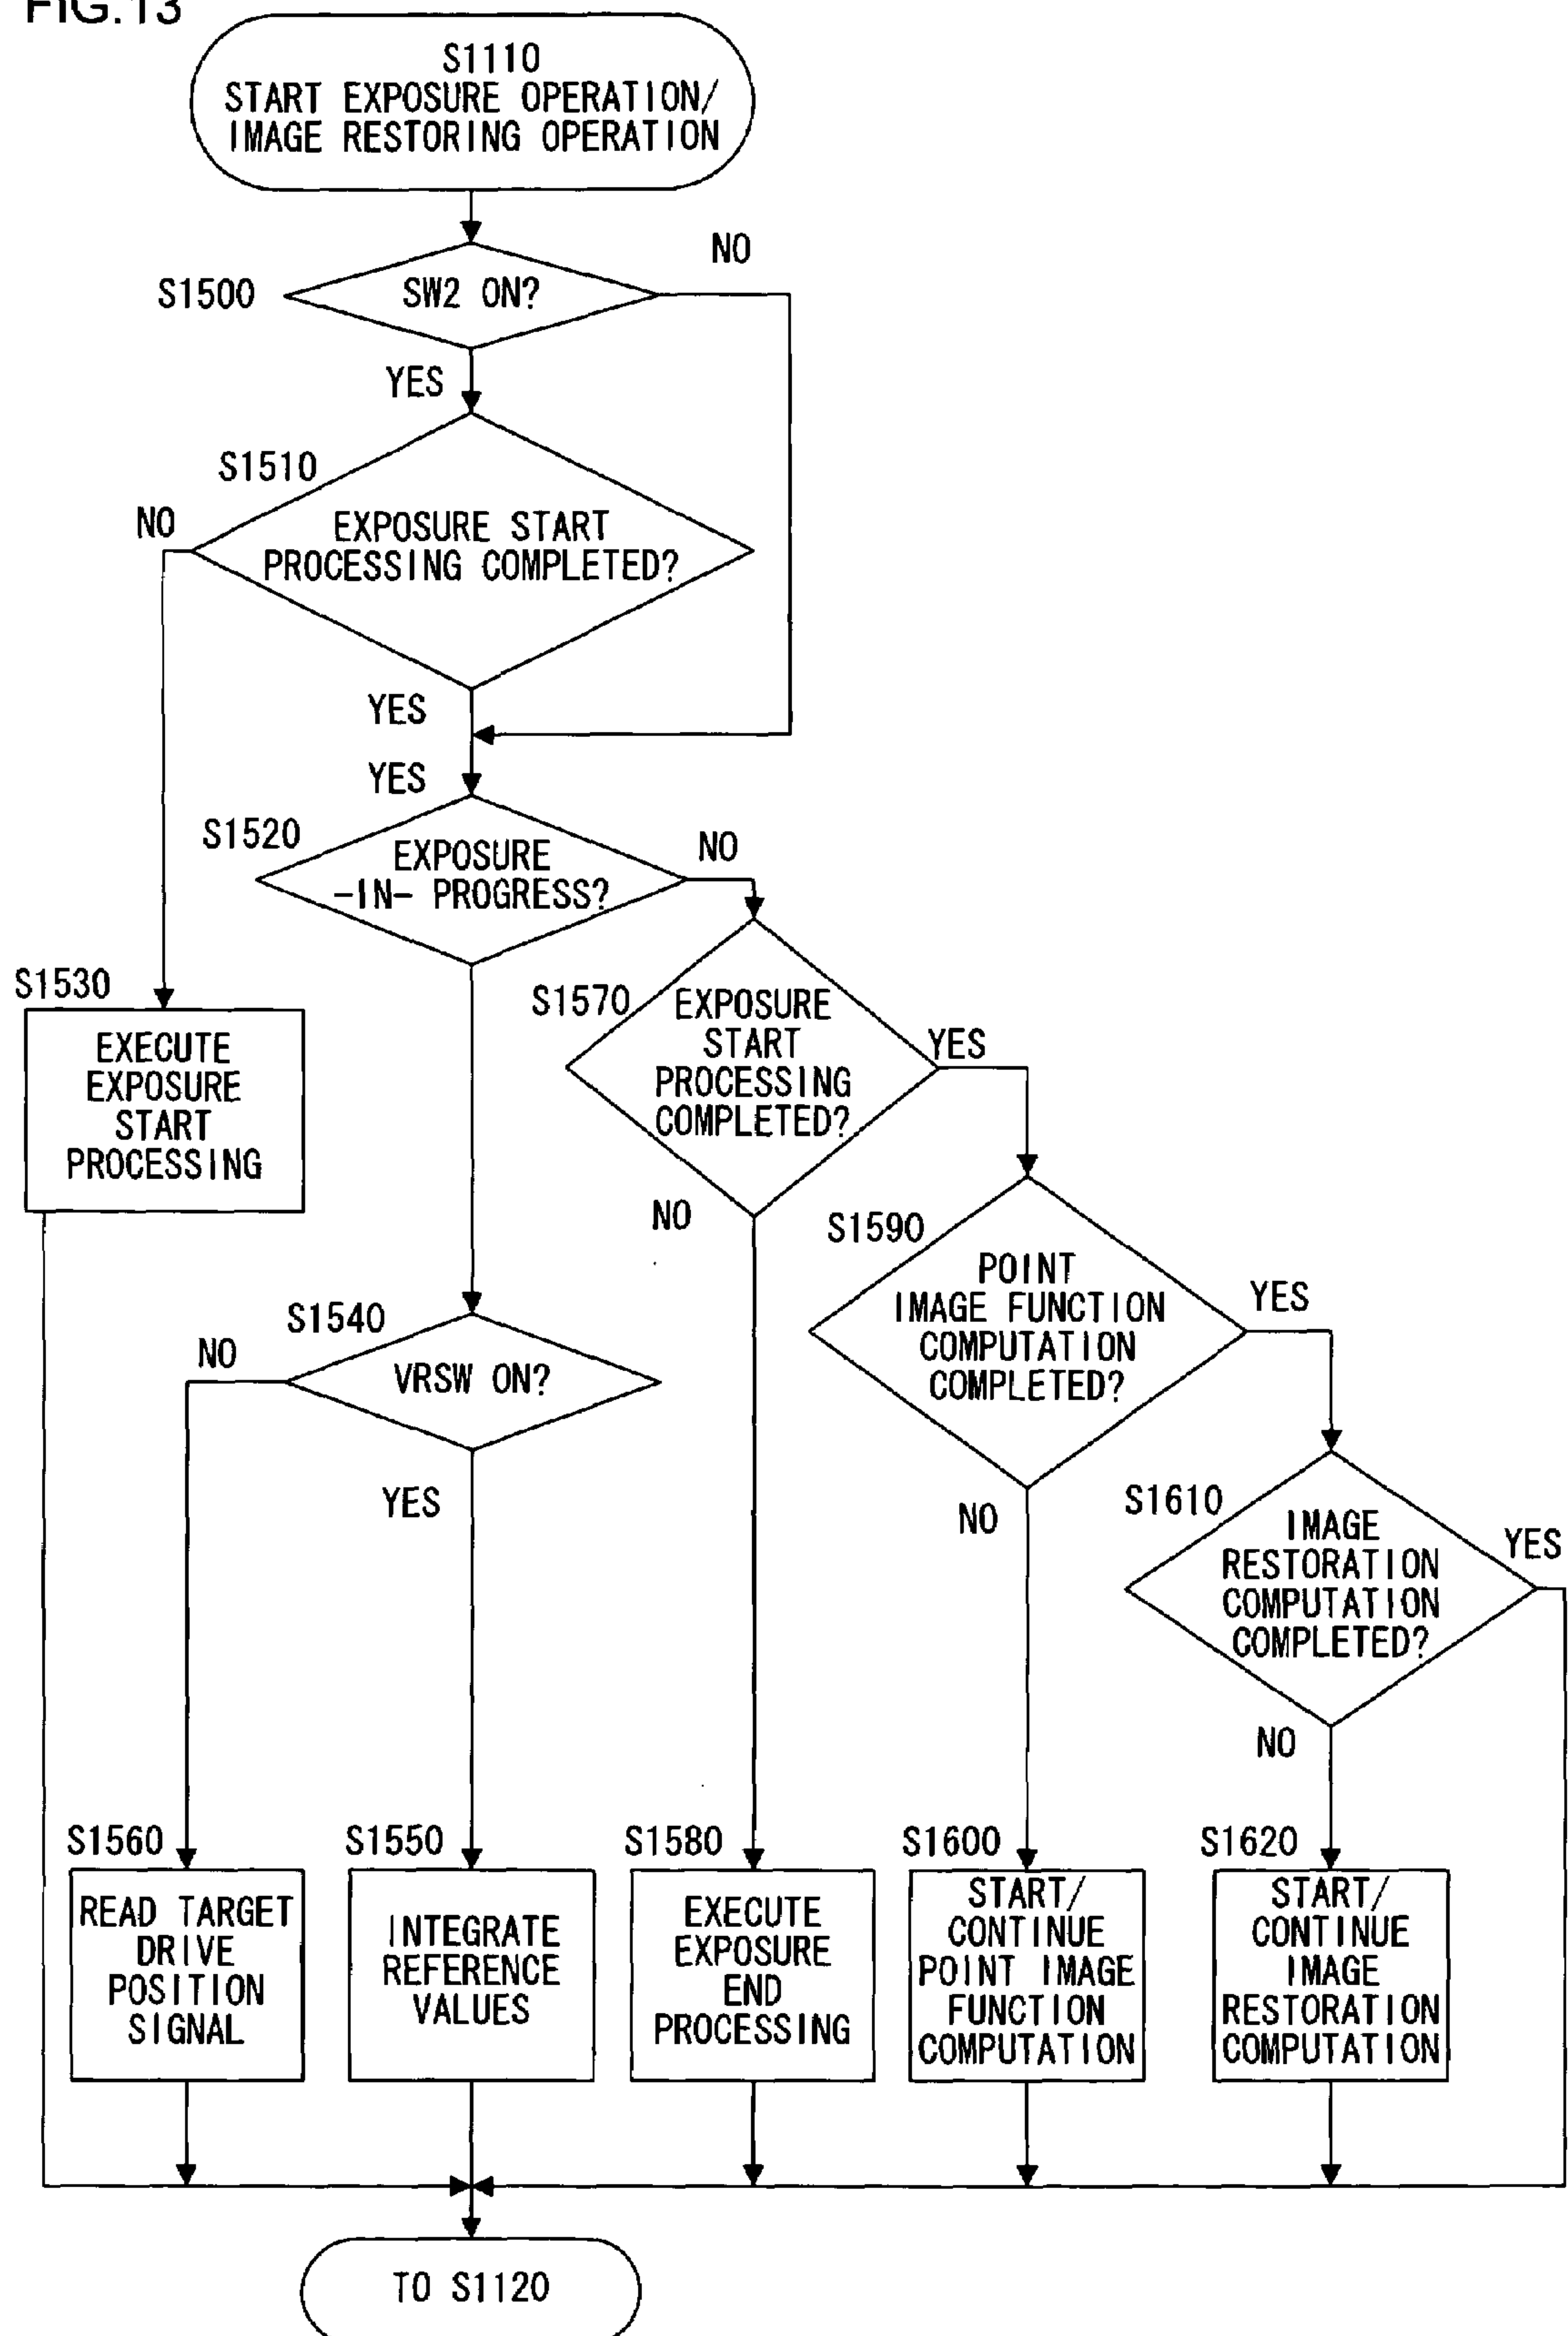 FIG.13
S1110
START EXPOSURE OPERATION/
IMAGE RESTORING OPERATION
NO
S1500
SW2 ON?
YES
S1510
NO
EXPOSURE START
PROCESSING COMPLETED?
YES
YES
S1520
EXPOSURE
-IN- PROGRESS?
NO
S1530
EXECUTE
EXPOSURE
START
PROCESSING
S1570
EXPOSURE
START
PROCESSING
COMPLETED?
YES
NO
S1590
POINT
IMAGE FUNCTION
COMPUTATION
COMPLETED?
YES
NO
S1540
NO
VRSW ON?
YES
S1610
IMAGE
RESTORATION
COMPUTATION
COMPLETED?
YES
NO
S1560
READ TARGET
DRIVE
POSITION
SIGNAL
S1550
INTEGRATE
REFERENCE
VALUES
S1580
EXECUTE
EXPOSURE
END
PROCESSING
S1600
START/
CONTINUE
POINT IMAGE
FUNCTION
COMPUTATION
S1620
START/
CONTINUE
IMAGE
RESTORATION
COMPUTATION
TO S1120